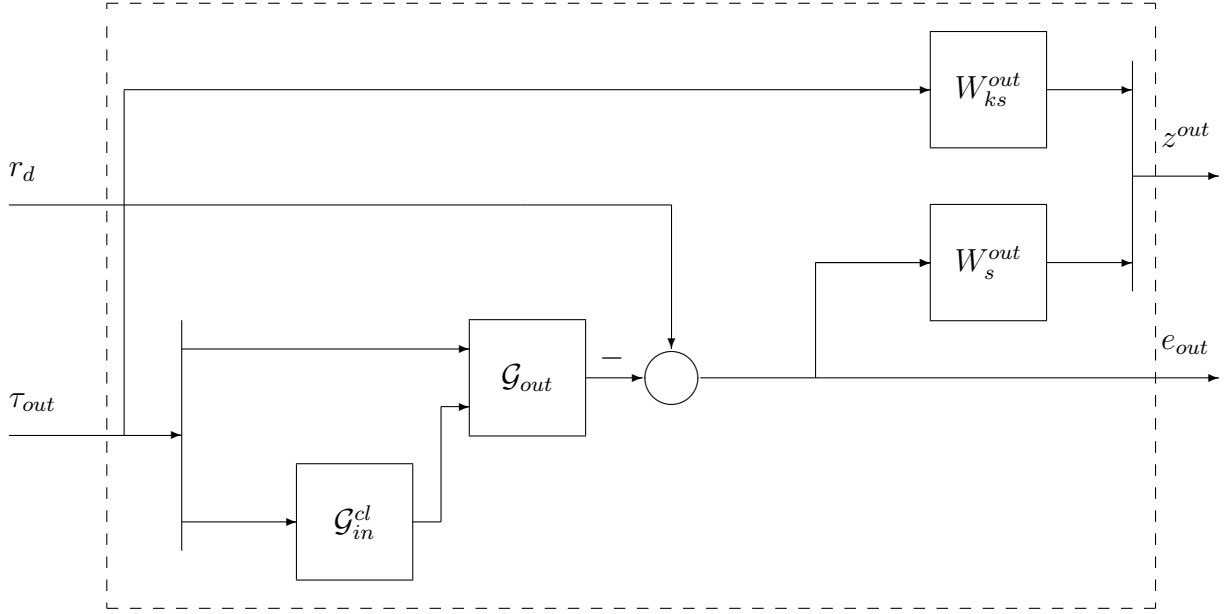 W_{ks}^{out}
z^{out}
r_d
W_s^{out}
e_{out}
−
𝒢_{out}
τ_{out}
𝒢_{in}^{cl}